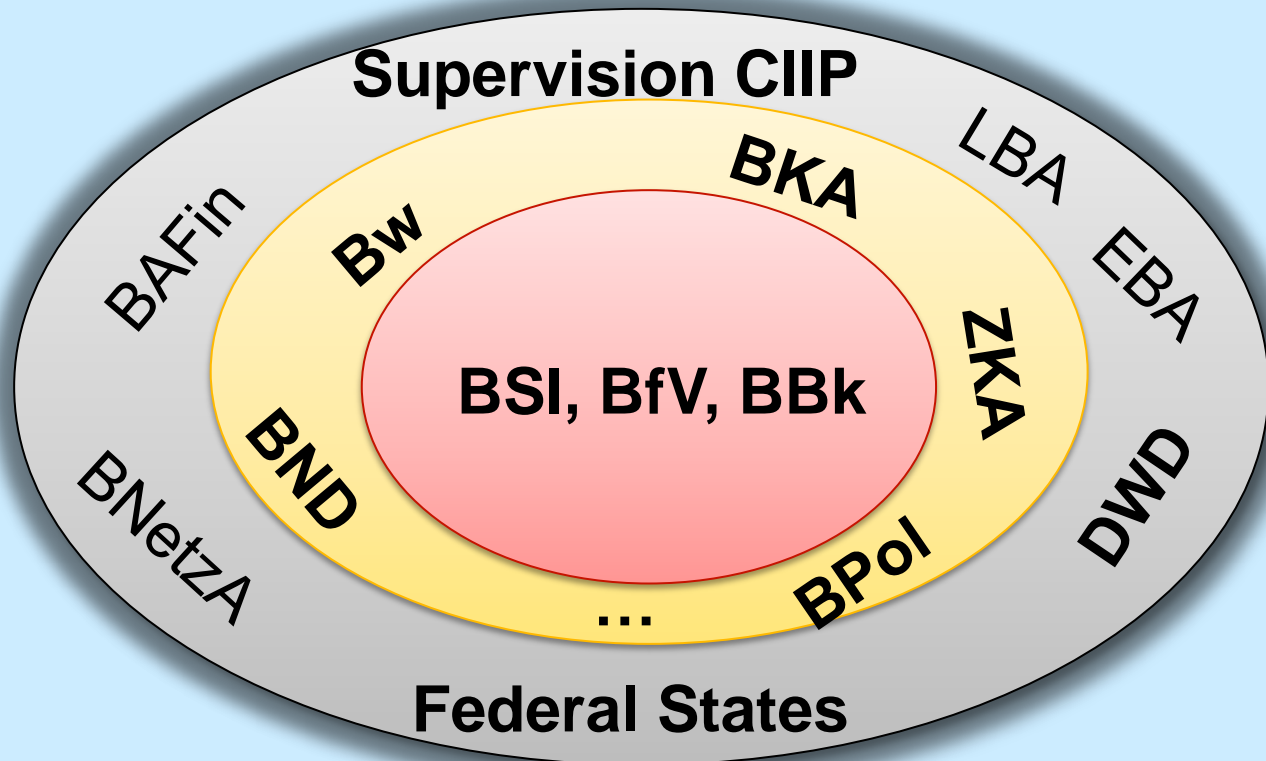 Supervision CIIP
LBA
BKA
BAFin
Bw
EBA
ZKA
BSI, BfV, BBk
BND
DWD
BNetzA
BPol
...
Federal States